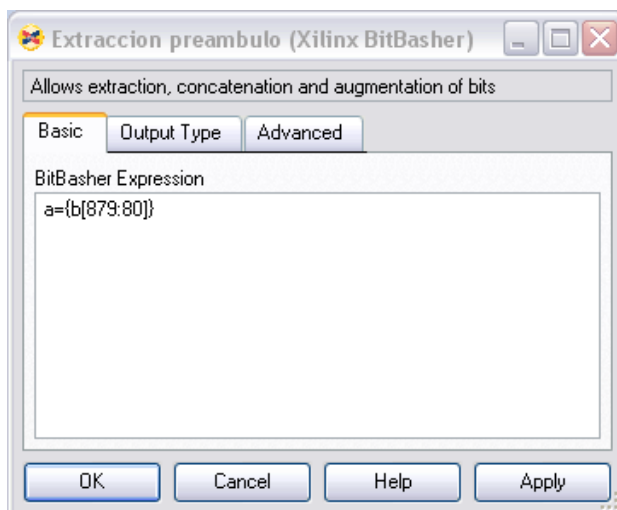 Extraccion preambulo (Xilinx BitBasher)
Allows extraction, concatenation and augmentation of bits
Basic Output Type Advanced
BitBasher Expression
a={b[879:80]}
OK Cancel Help Apply